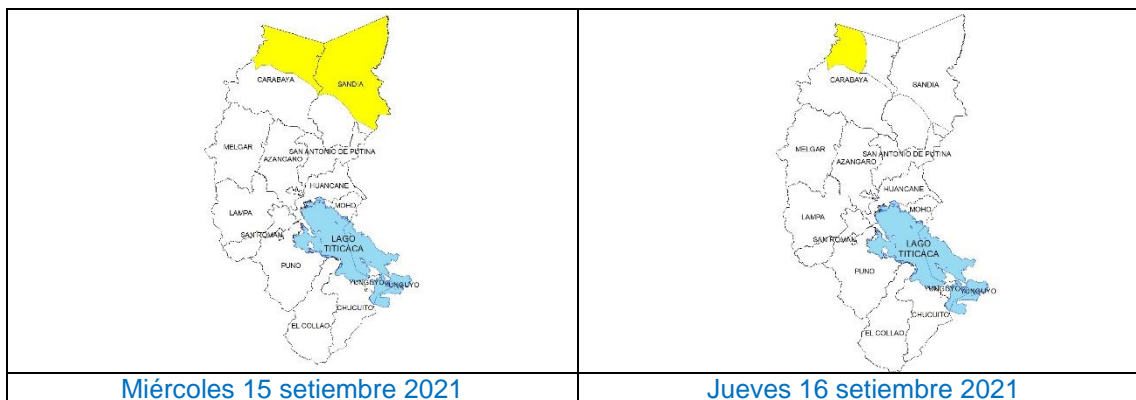 CARABAYA
SANDIA
MELGAR
SAN ANTONIO DE PUTINA
AZANGARO
HUANCANE
LAMPA
MOHO
SAN ROMAN
LAGO
TITICACA
PUNO
YUNGUYO
YUNGUYO
CHUCUITO
EL COLLAO
Miércoles 15 setiembre 2021
CARABAYA
SANDIA
MELGAR
SAN ANTONIO DE PUTINA
AZANGARO
HUANCANE
LAMPA
MOHO
SAN ROMAN
LAGO
TITICACA
PUNO
YUNGUYO
YUNGUYO
CHUCUITO
EL COLLAO
Jueves 16 setiembre 2021